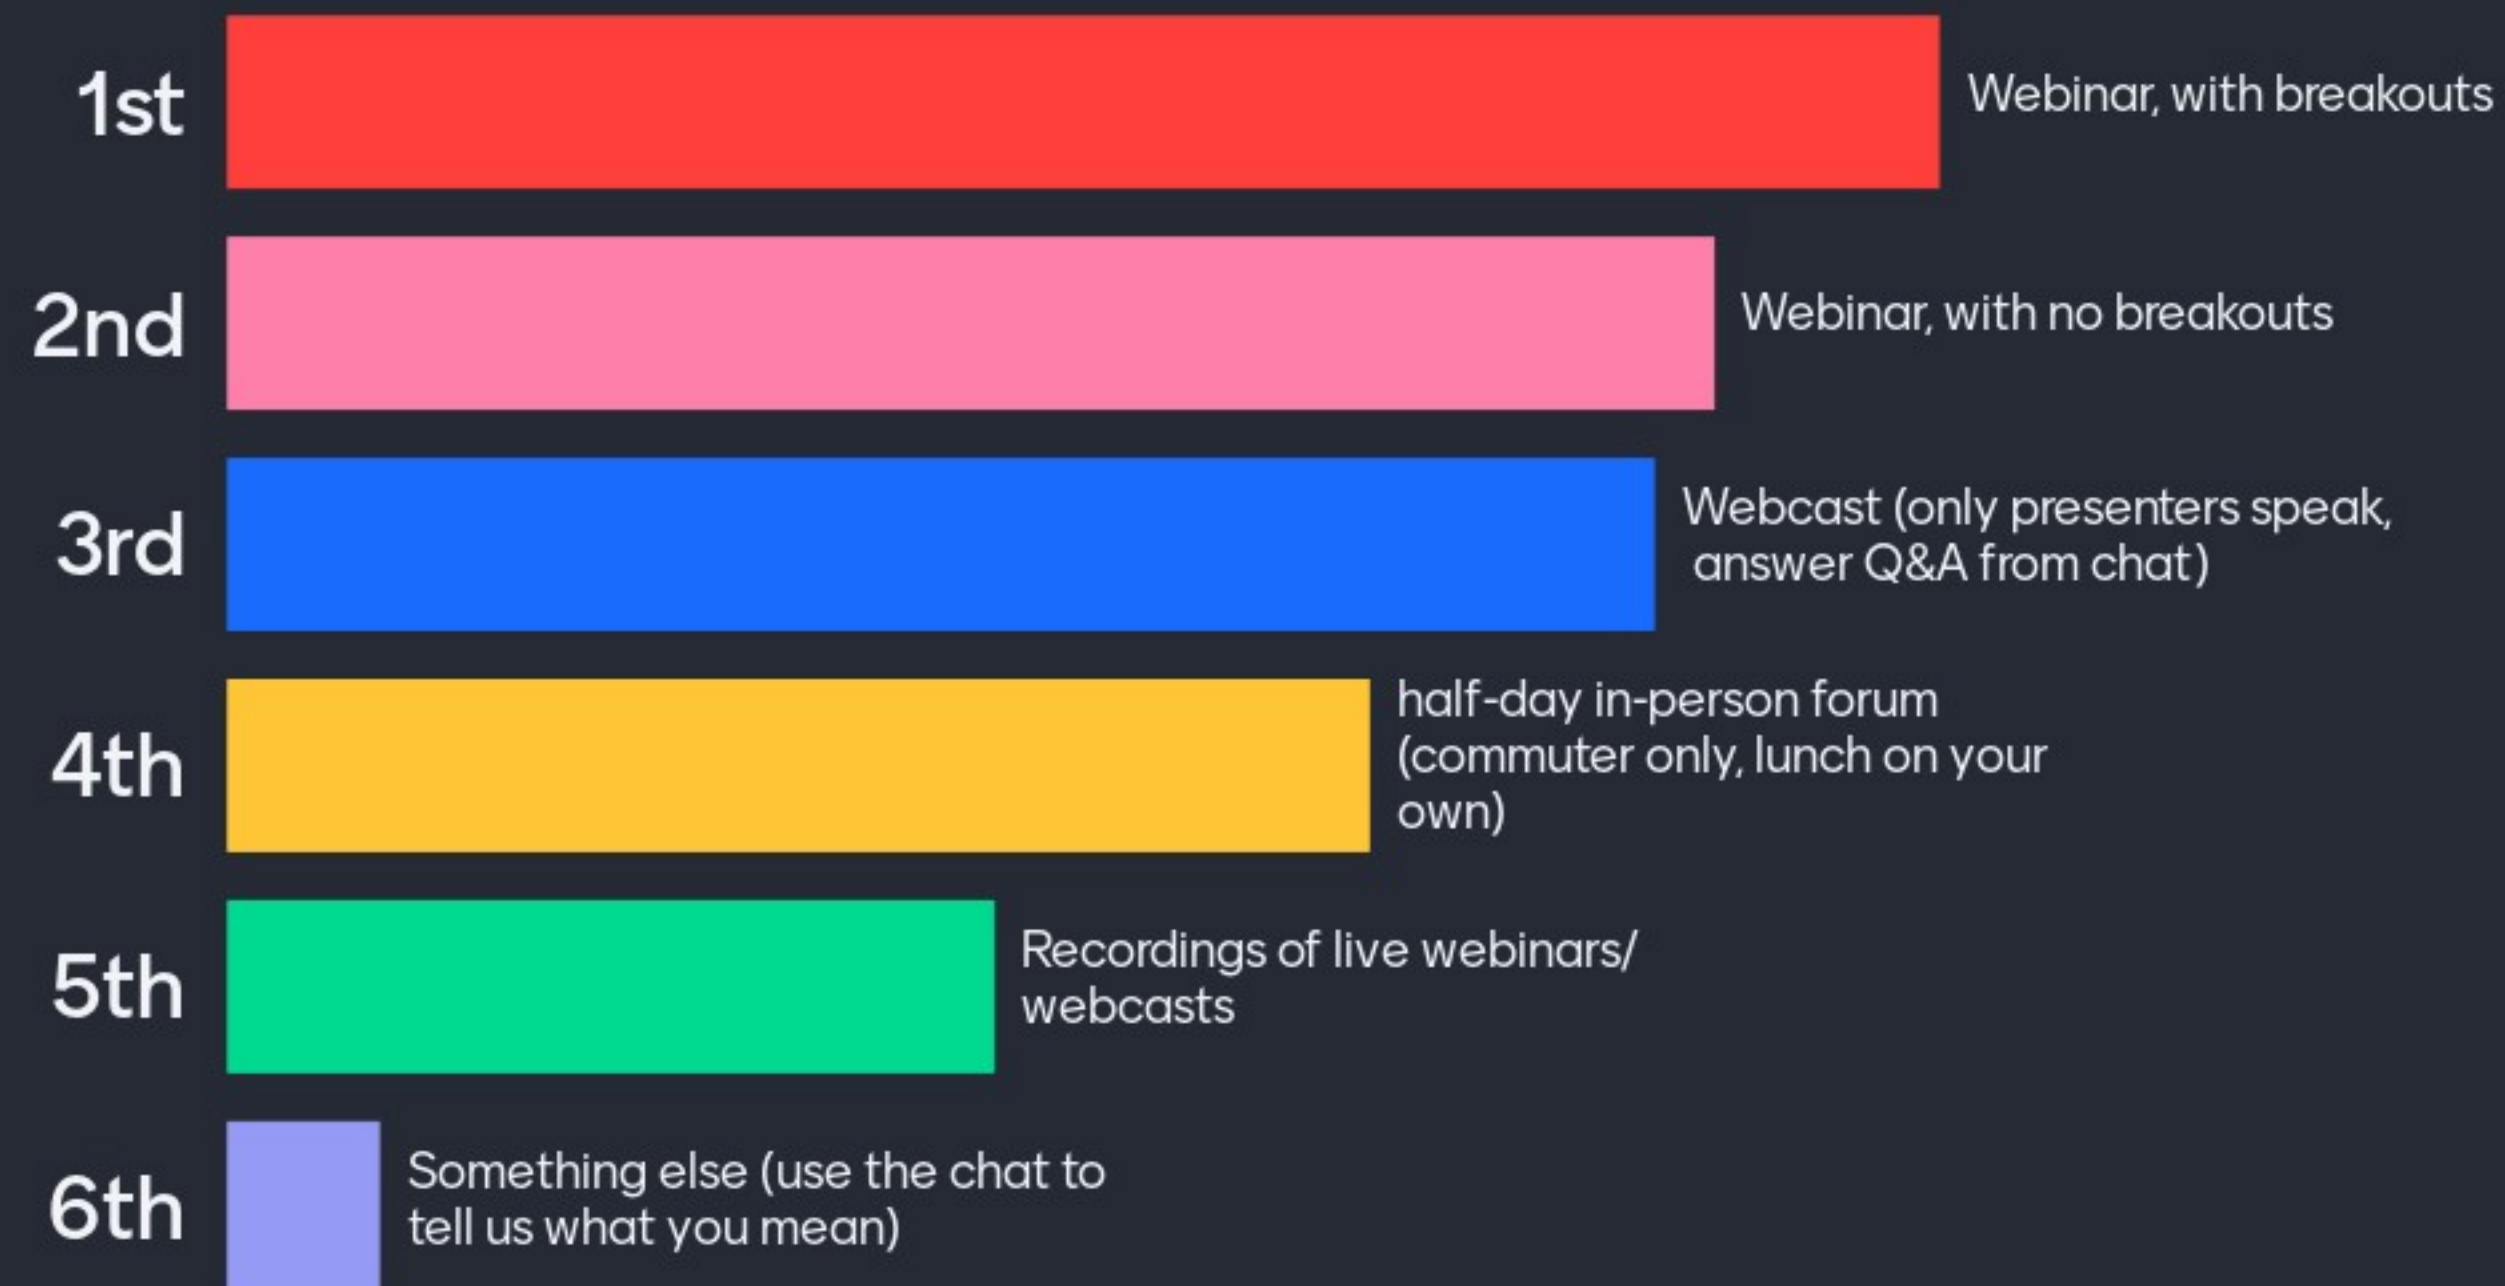 1st
Webinar, with breakouts
2nd
Webinar, with no breakouts
3rd
Webcast (only presenters speak,
answer Q&A from chat)
4th
half-day in-person forum
(commuter only, lunch on your
own)
5th
Recordings of live webinars/
webcasts
6th
Something else (use the chat to
tell us what you mean)